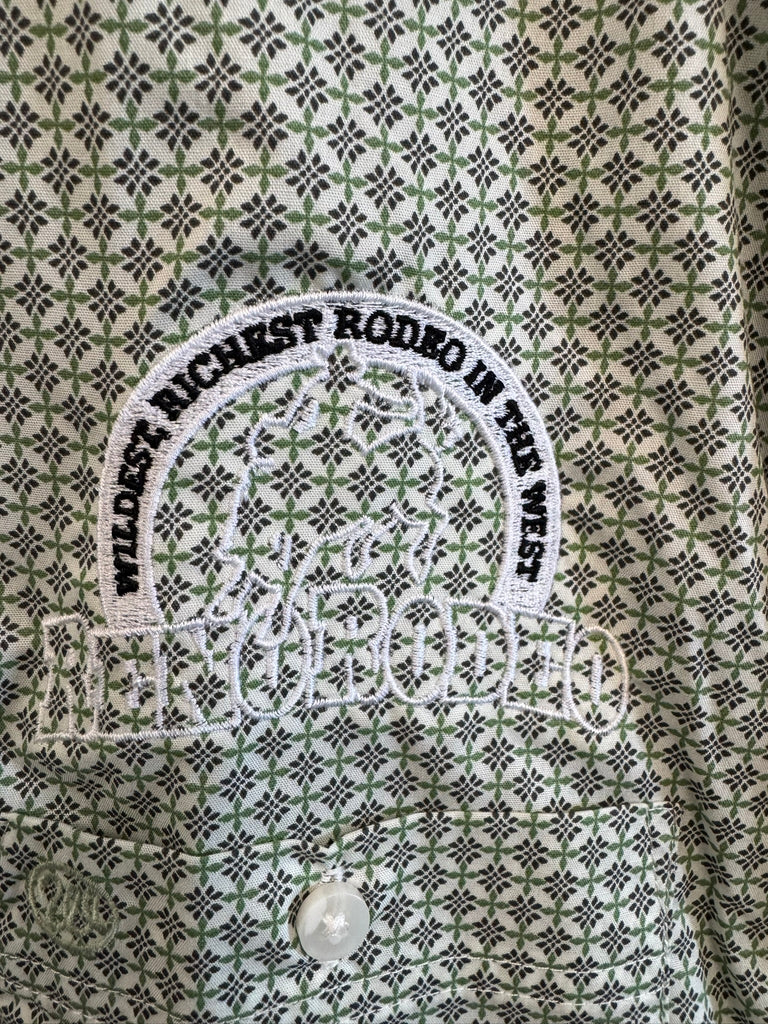 WILDEST, RICHEST RODEO IN THE WEST
RENO RODEO